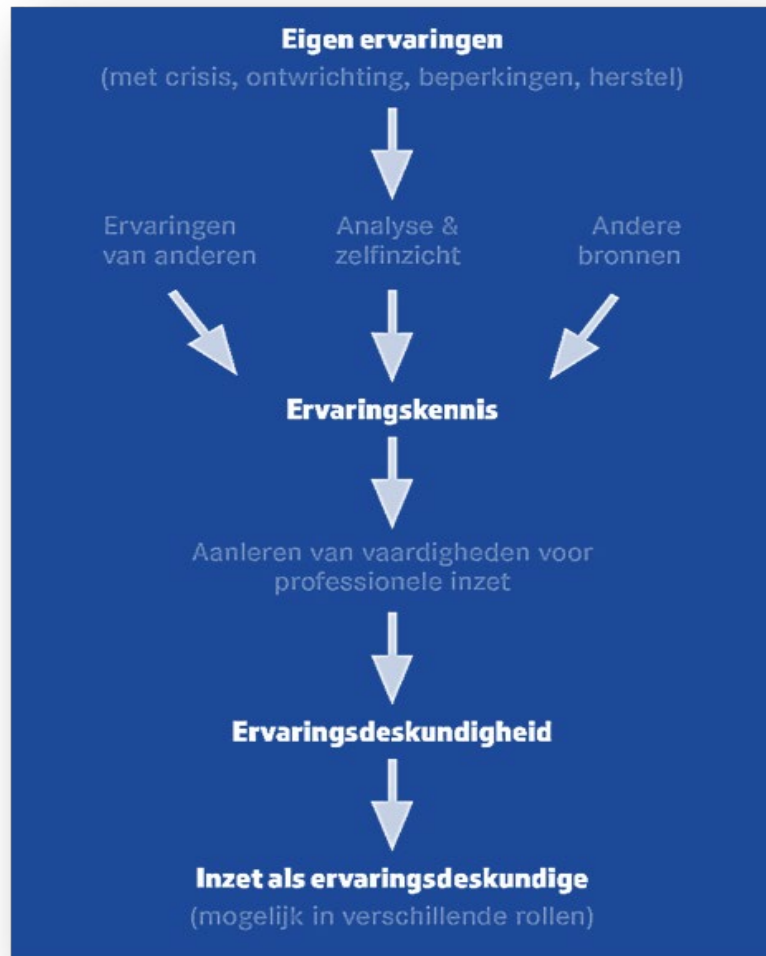 Eigen ervaringen
(met crisis, ontwrichting, beperkingen, herstel)
Ervaringen
van anderen
Analyse &
zelfinzicht
Andere
bronnen
Ervaringskennis
Aanleren van vaardigheden voor
professionele inzet
Ervaringsdeskundigheid
Inzet als ervaringsdeskundige
(mogelijk in verschillende rollen)